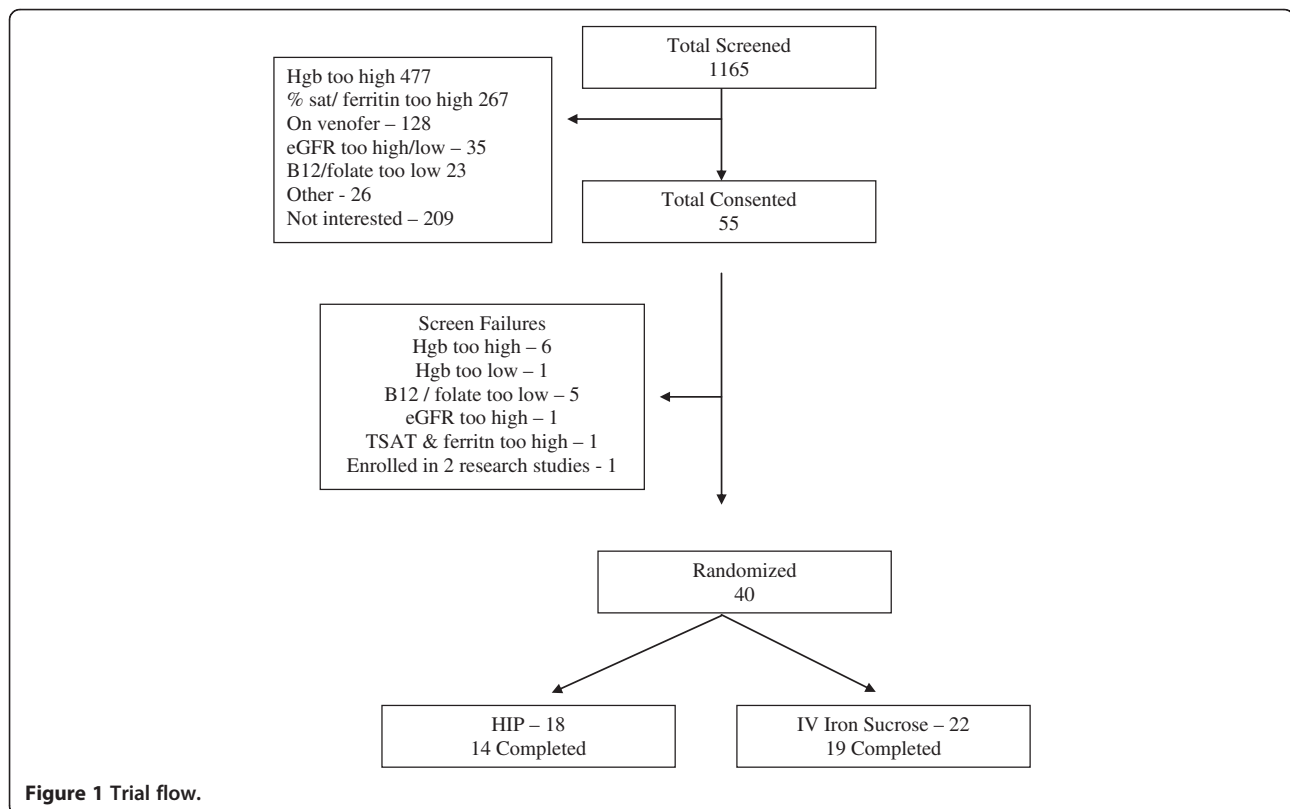 Total Screened
1165
Hgb too high 477
% sat/ ferritin too high 267
On venofer – 128
eGFR too high/low – 35
B12/folate too low 23
Other - 26
Not interested – 209
Total Consented
55
Screen Failures
Hgb too high – 6
Hgb too low – 1
B12 / folate too low – 5
eGFR too high – 1
TSAT & ferritn too high – 1
Enrolled in 2 research studies - 1
Randomized
40
HIP – 18
14 Completed
IV Iron Sucrose – 22
19 Completed
Figure 1 Trial flow.